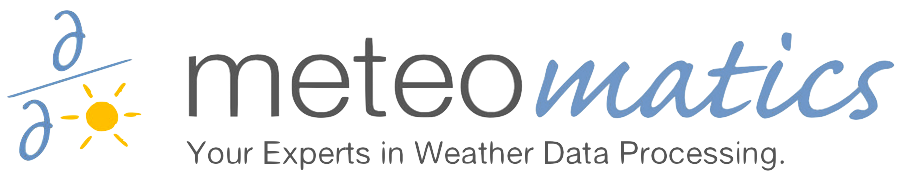 ∂
∂
meteomatics
Your Experts in Weather Data Processing.